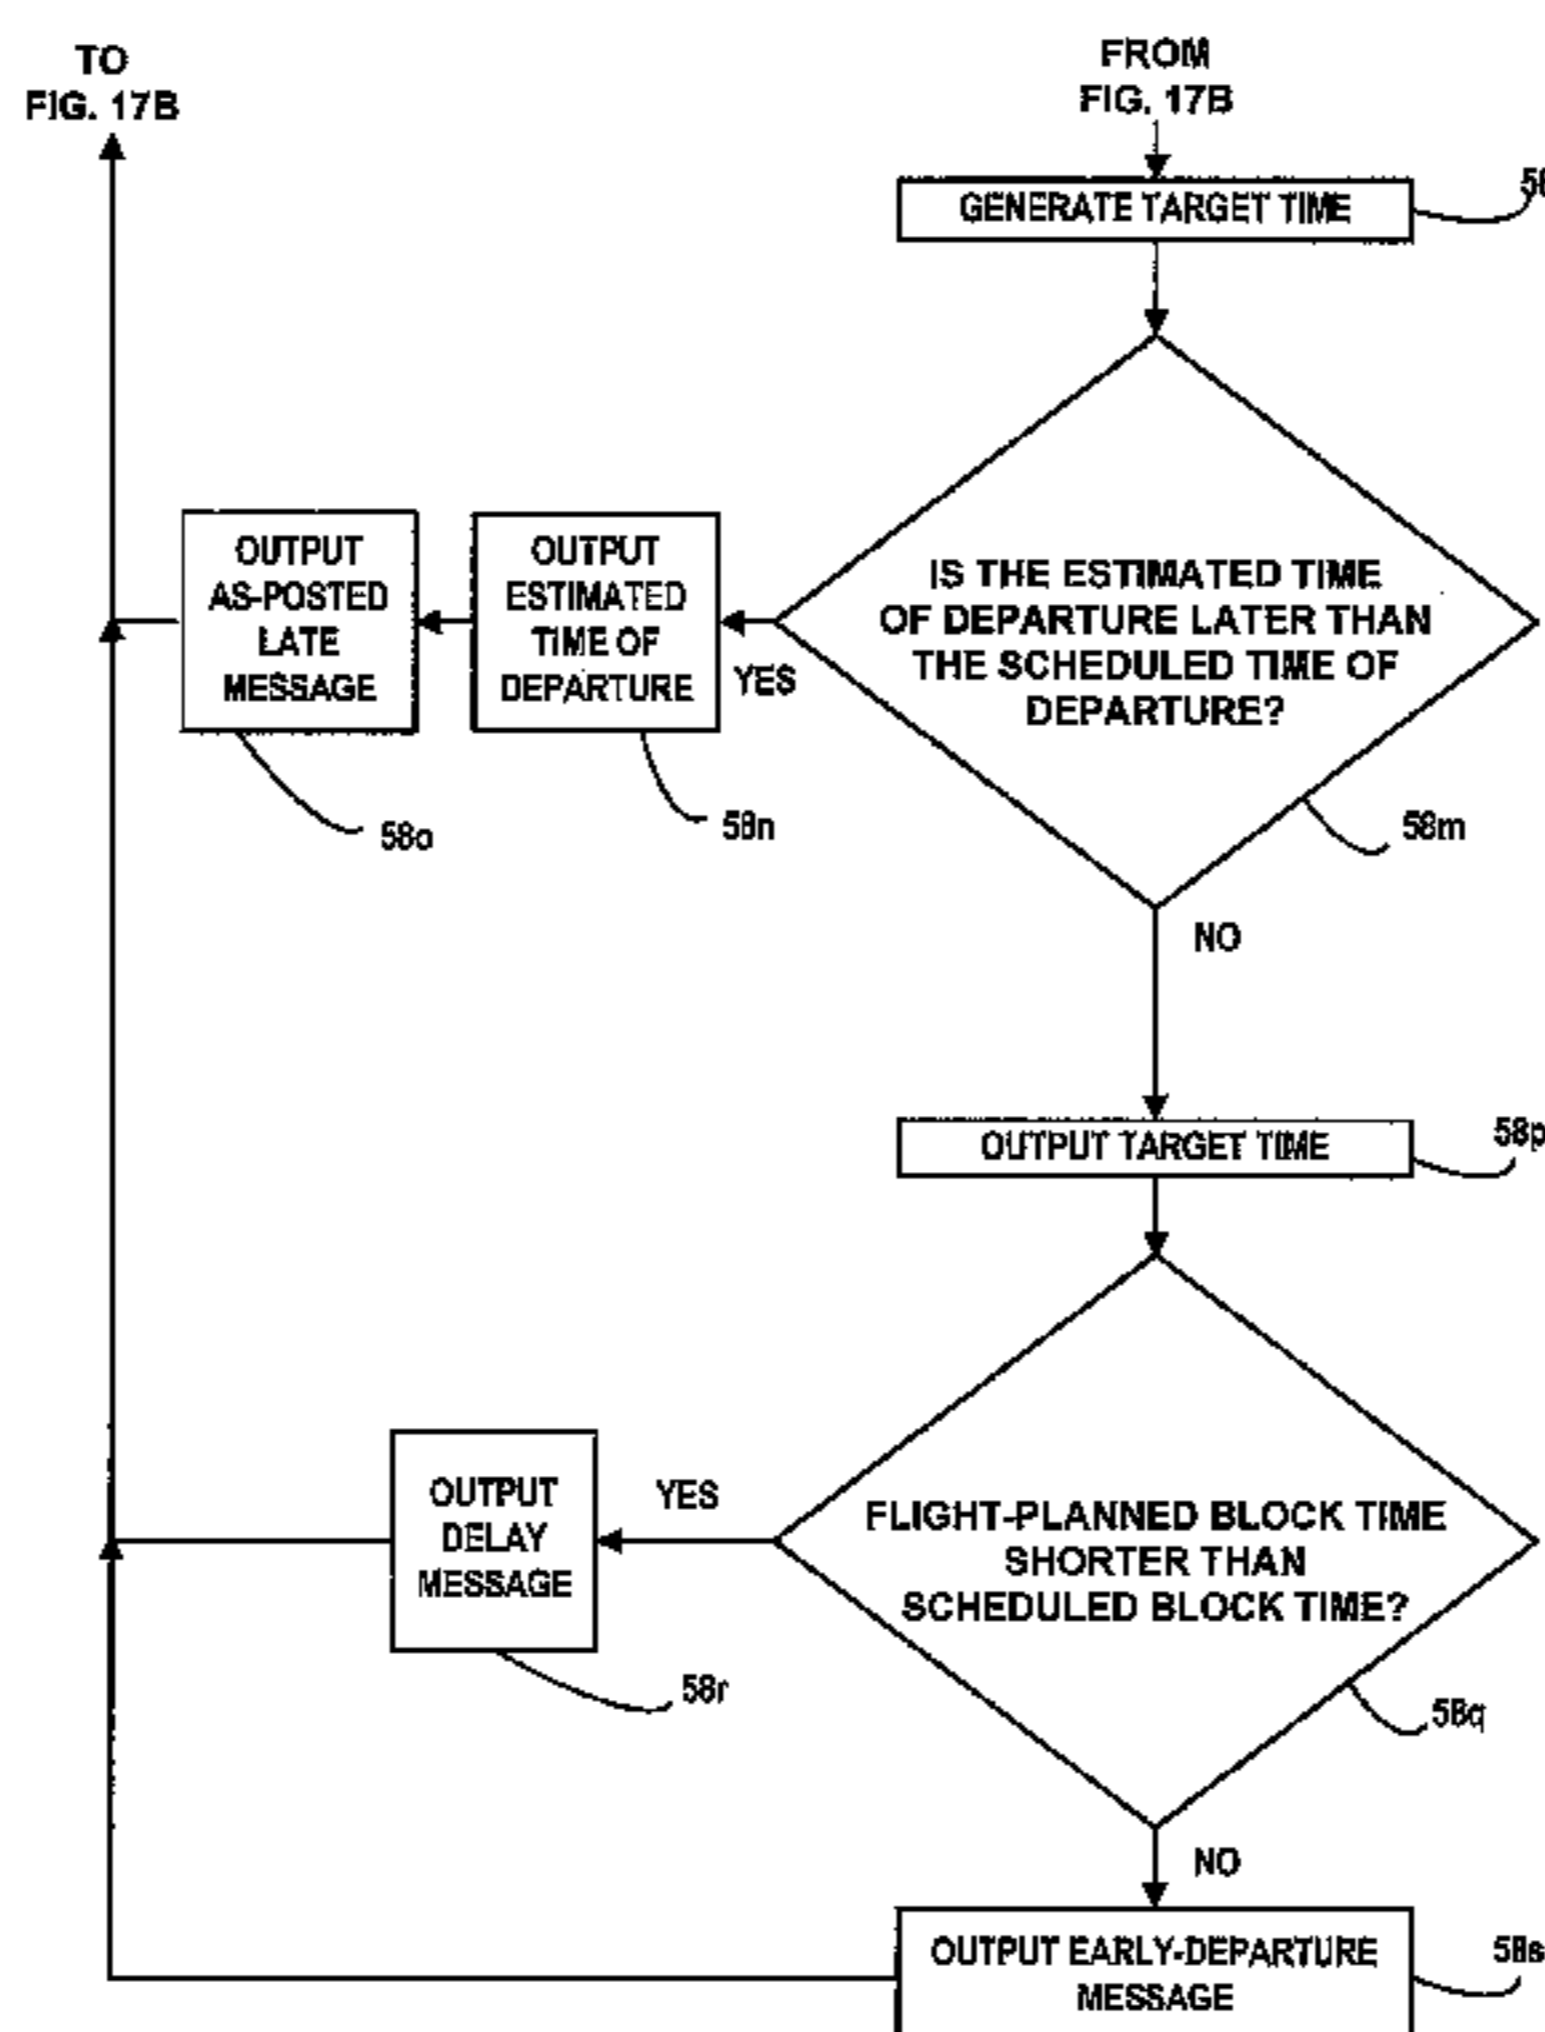 TO
FIG. 17B
FROM
FIG. 17B
GENERATE TARGET TIME
IS THE ESTIMATED TIME
OF DEPARTURE LATER THAN
THE SCHEDULED TIME OF
DEPARTURE?
58m
YES
OUTPUT
ESTIMATED
TIME OF
DEPARTURE
58n
OUTPUT
AS-POSTED
LATE
MESSAGE
58o
NO
OUTPUT TARGET TIME
58p
FLIGHT-PLANNED BLOCK TIME
SHORTER THAN
SCHEDULED BLOCK TIME?
58q
YES
OUTPUT
DELAY
MESSAGE
58r
NO
OUTPUT EARLY-DEPARTURE
MESSAGE
58s